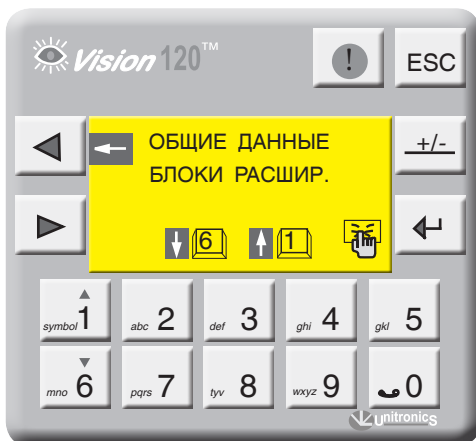 Vision 120™
! ESC
ОБЩИЕ ДАННЫЕ
БЛОКИ РАСШИР.
+/-
6 1
symbol 1 abc 2 def 3 ghi 4 gkl 5
mno 6 pqrs 7 tyv 8 wxyz 9 0
unitronics